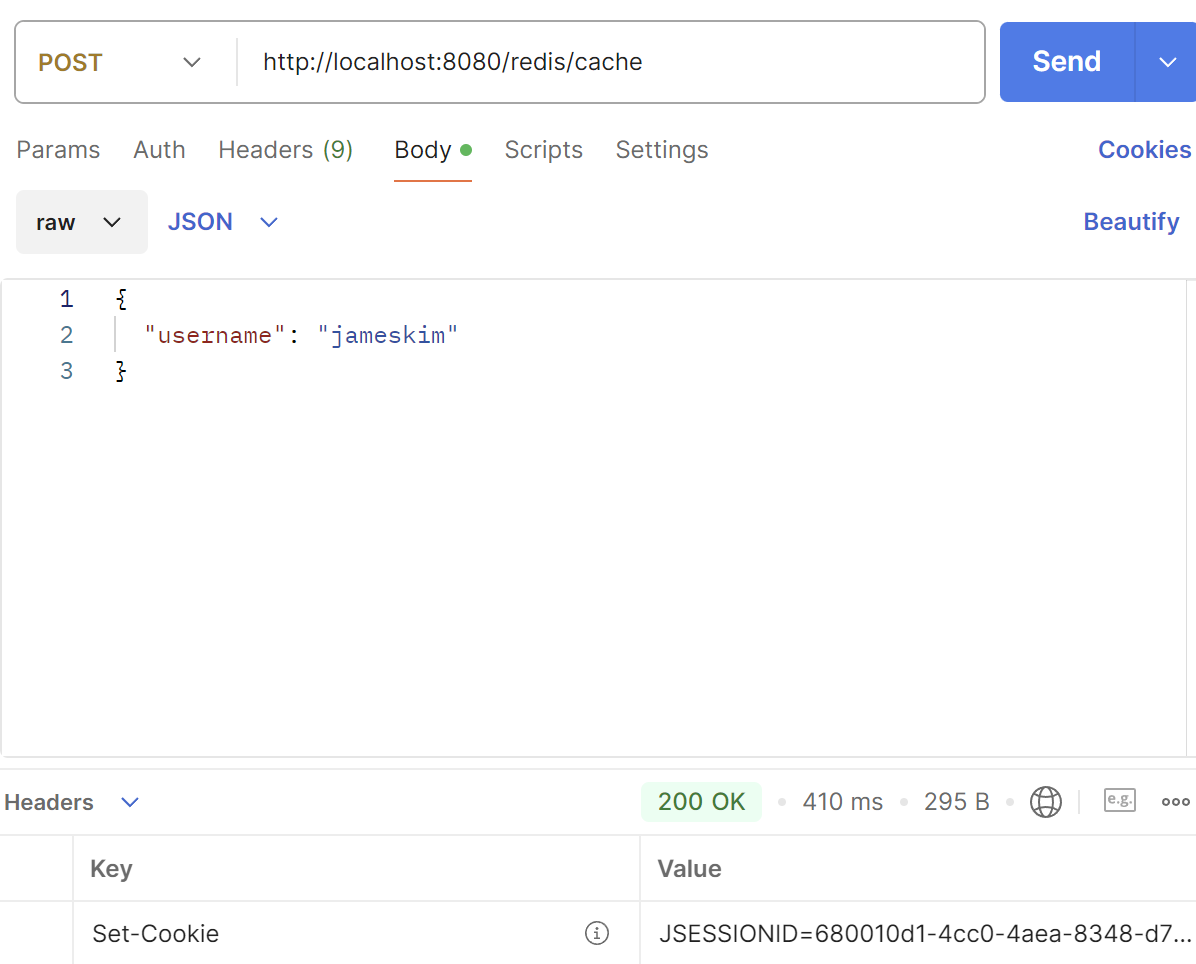 POST http://localhost:8080/redis/cache Send
Params Auth Headers (9) Body Scripts Settings Cookies
raw JSON Beautify
1 {
2 "username": "jameskim"
3 }
Headers 200 OK 410 ms 295 B e.g.
Key Value
Set-Cookie JSESSIONID=680010d1-4cc0-4aea-8348-d7...